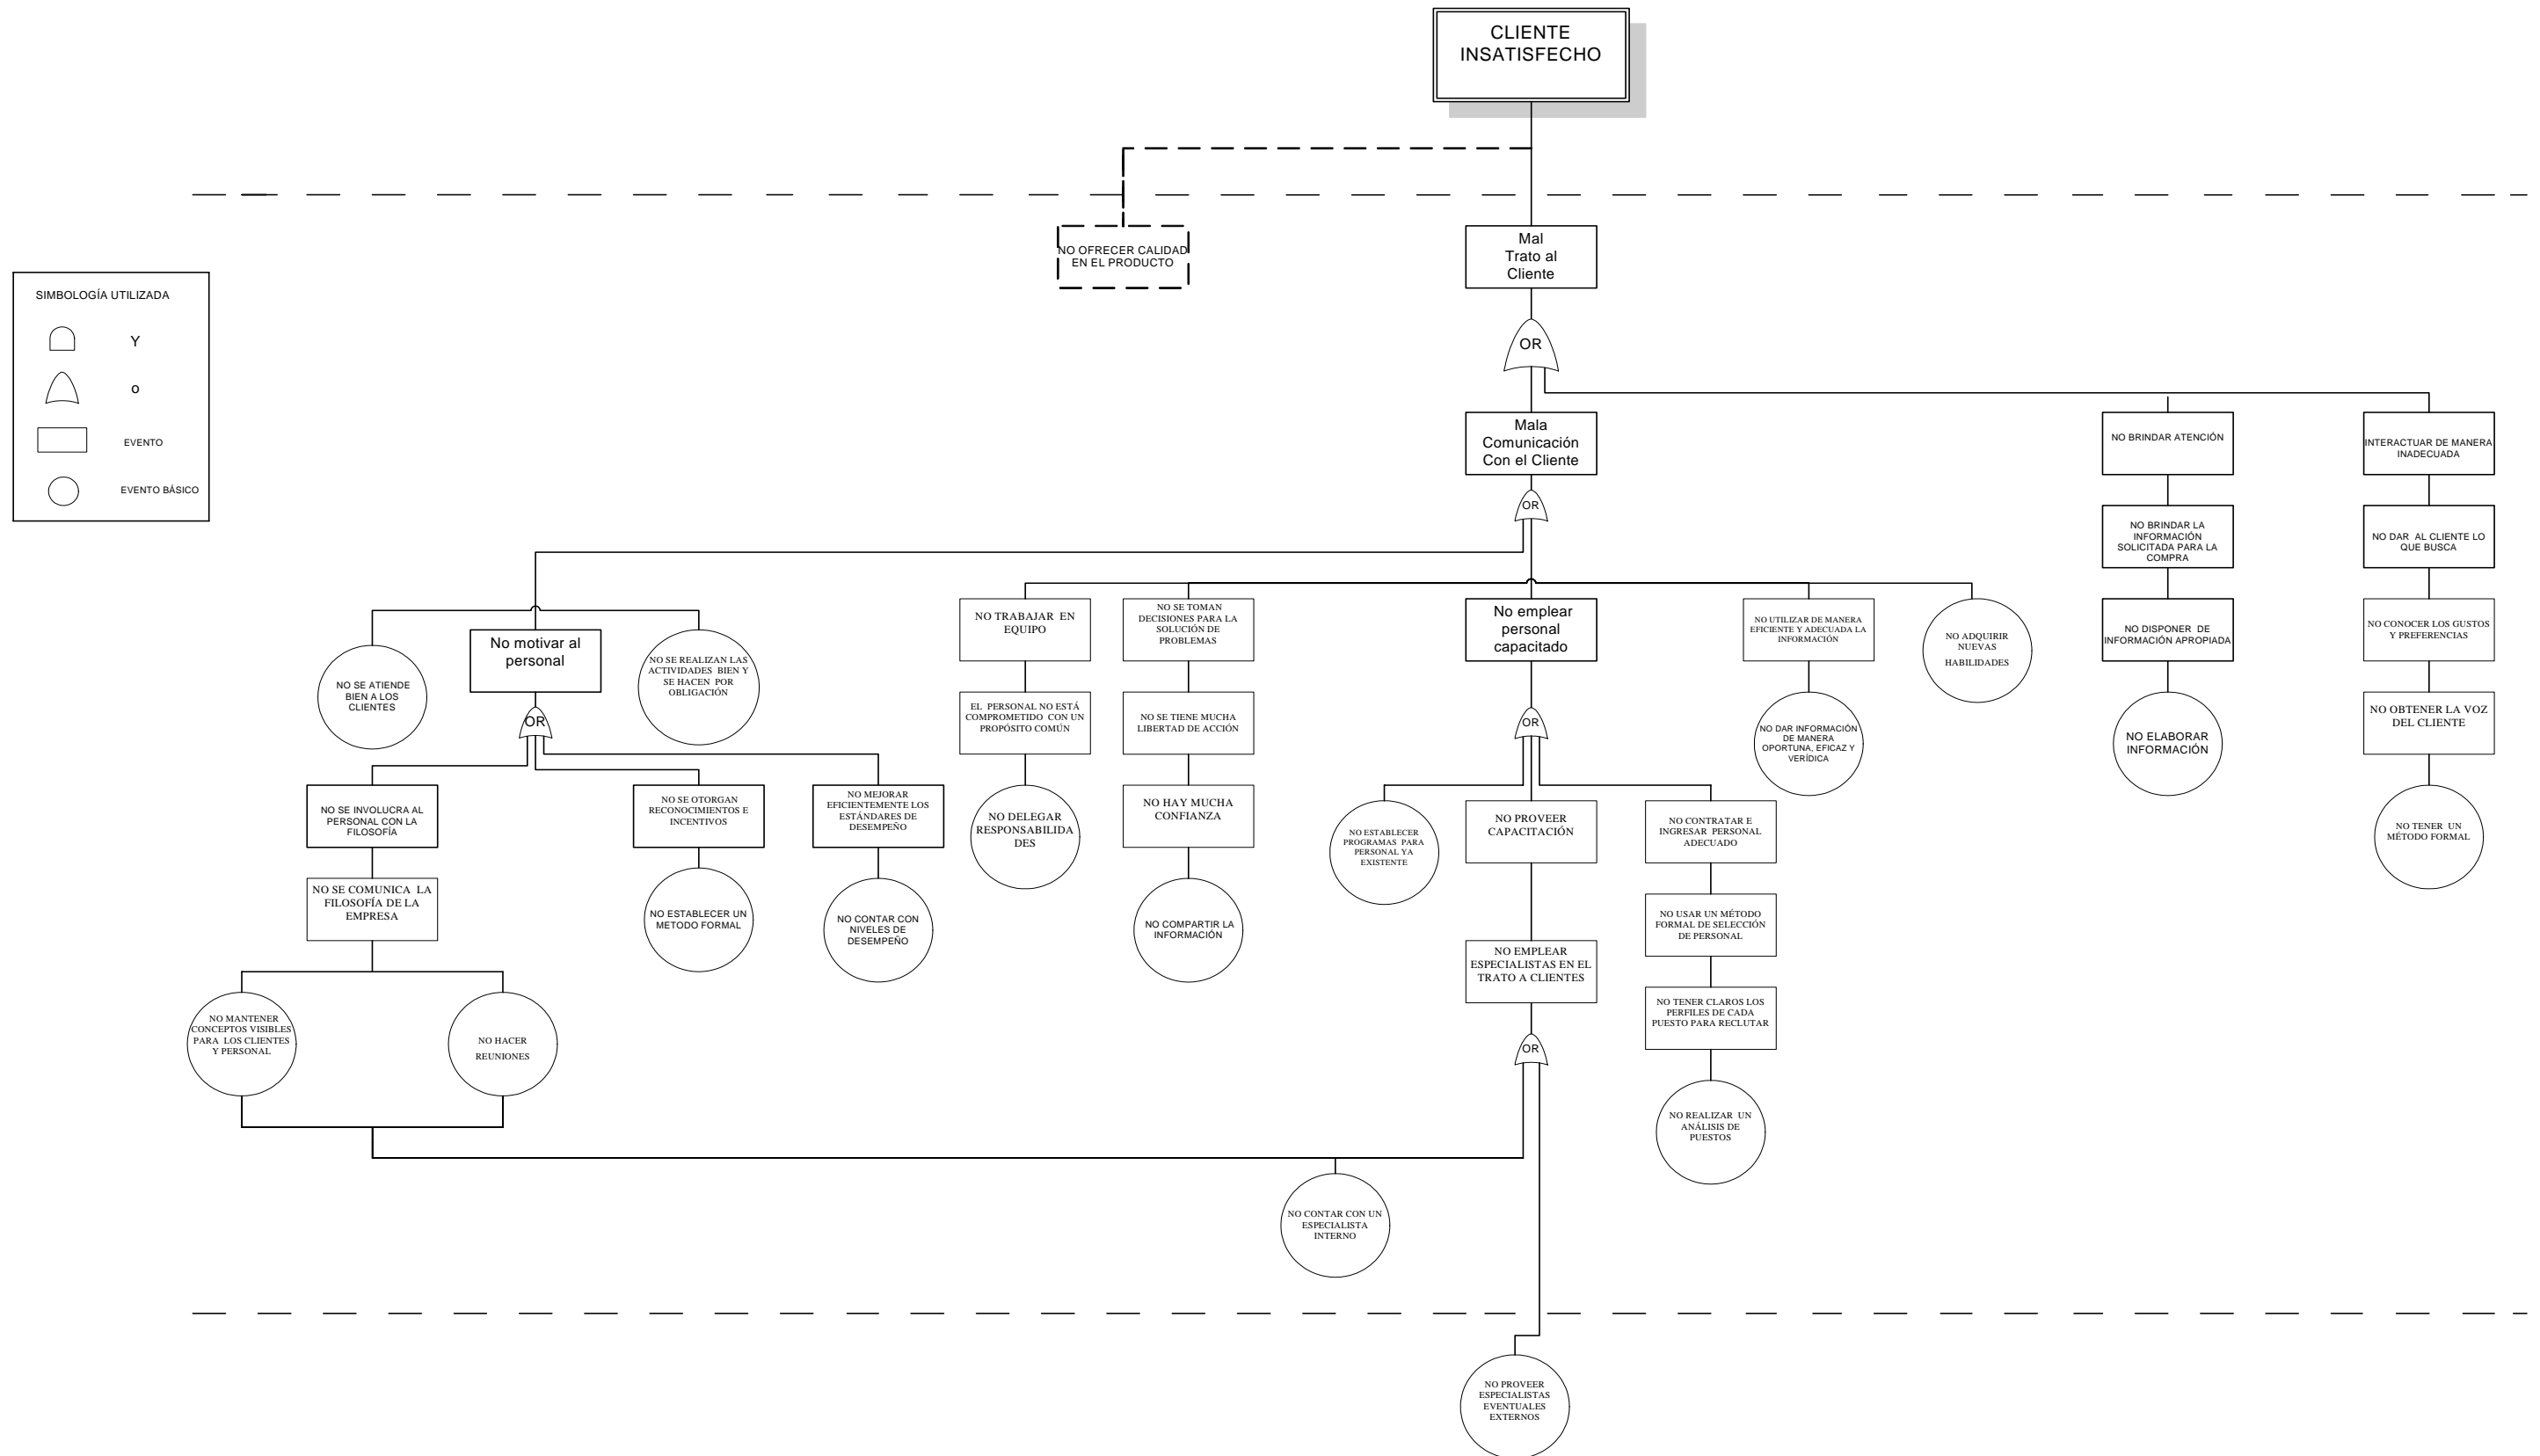 CLIENTE
INSATISFECHO
NO OFRECER CALIDAD
EN EL PRODUCTO
Mal
Trato al
Cliente
SIMBOLOGÍA UTILIZADA
Y
o
EVENTO
EVENTO BÁSICO
OR
Mala
Comunicación
Con el Cliente
NO BRINDAR ATENCIÓN
INTERACTUAR DE MANERA
INADECUADA
OR
NO BRINDAR LA
INFORMACIÓN
SOLICITADA PARA LA
COMPRA
NO DAR AL CLIENTE LO
QUE BUSCA
NO TRABAJAR EN
EQUIPO
NO SE TOMAN
DECISIONES PARA LA
SOLUCIÓN DE
PROBLEMAS
No emplear
personal
capacitado
NO UTILIZAR DE MANERA
EFICIENTE Y ADECUADA LA
INFORMACIÓN
NO ADQUIRIR
NUEVAS
HABILIDADES
NO DISPONER DE
INFORMACIÓN APROPIADA
NO CONOCER LOS GUSTOS
Y PREFERENCIAS
NO SE ATIENDE
BIEN A LOS
CLIENTES
No motivar al
personal
NO SE REALIZAN LAS
ACTIVIDADES BIEN Y
SE HACEN POR
OBLIGACIÓN
EL PERSONAL NO ESTÁ
COMPROMETIDO CON UN
PROPÓSITO COMÚN
NO SE TIENE MUCHA
LIBERTAD DE ACCIÓN
OR
OR
NO DAR INFORMACIÓN
DE MANERA
OPORTUNA, EFICAZ Y
VERÍDICA
NO ELABORAR
INFORMACIÓN
NO OBTENER LA VOZ
DEL CLIENTE
NO SE INVOLUCRA AL
PERSONAL CON LA
FILOSOFÍA
NO SE OTORGAN
RECONOCIMIENTOS E
INCENTIVOS
NO MEJORAR
EFICIENTEMENTE LOS
ESTÁNDARES DE
DESEMPEÑO
NO DELEGAR
RESPONSABILIDA
DES
NO HAY MUCHA
CONFIANZA
NO ESTABLECER
PROGRAMAS PARA
PERSONAL YA
EXISTENTE
NO PROVEER
CAPACITACIÓN
NO CONTRATAR E
INGRESAR PERSONAL
ADECUADO
NO TENER UN
MÉTODO FORMAL
NO SE COMUNICA LA
FILOSOFÍA DE LA
EMPRESA
NO ESTABLECER UN
METODO FORMAL
NO CONTAR CON
NIVELES DE
DESEMPEÑO
NO COMPARTIR LA
INFORMACIÓN
NO USAR UN MÉTODO
FORMAL DE SELECCIÓN
DE PERSONAL
NO EMPLEAR
ESPECIALISTAS EN EL
TRATO A CLIENTES
NO TENER CLAROS LOS
PERFILES DE CADA
PUESTO PARA RECLUTAR
NO MANTENER
CONCEPTOS VISIBLES
PARA LOS CLIENTES
Y PERSONAL
NO HACER
REUNIONES
OR
NO REALIZAR UN
ANÁLISIS DE
PUESTOS
NO CONTAR CON UN
ESPECIALISTA
INTERNO
NO PROVEER
ESPECIALISTAS
EVENTUALES
EXTERNOS